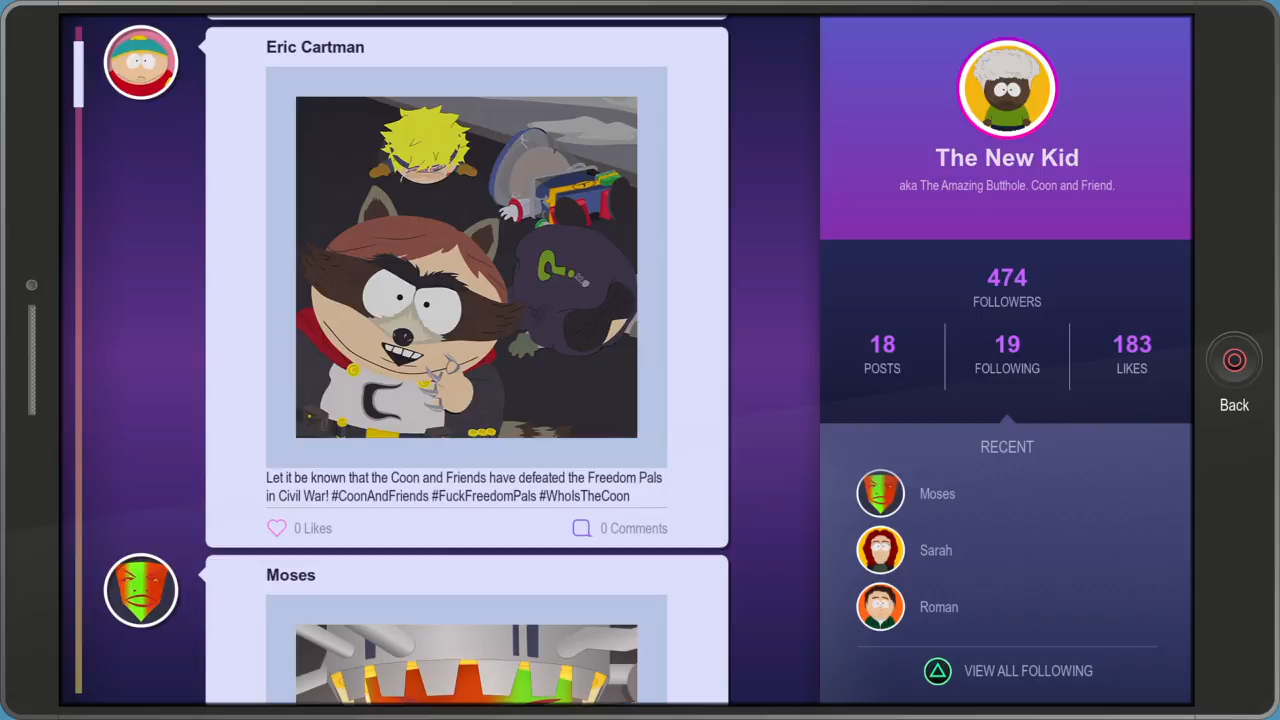 Eric Cartman
Let it be known that the Coon and Friends have defeated the Freedom Pals
in Civil War! #CoonAndFriends #FuckFreedomPals #WhoIsTheCoon
0 Likes
0 Comments
Moses
The New Kid
aka The Amazing Butthole. Coon and Friend.
474
FOLLOWERS
18
POSTS
19
FOLLOWING
183
LIKES
RECENT
Moses
Sarah
Roman
VIEW ALL FOLLOWING
Back